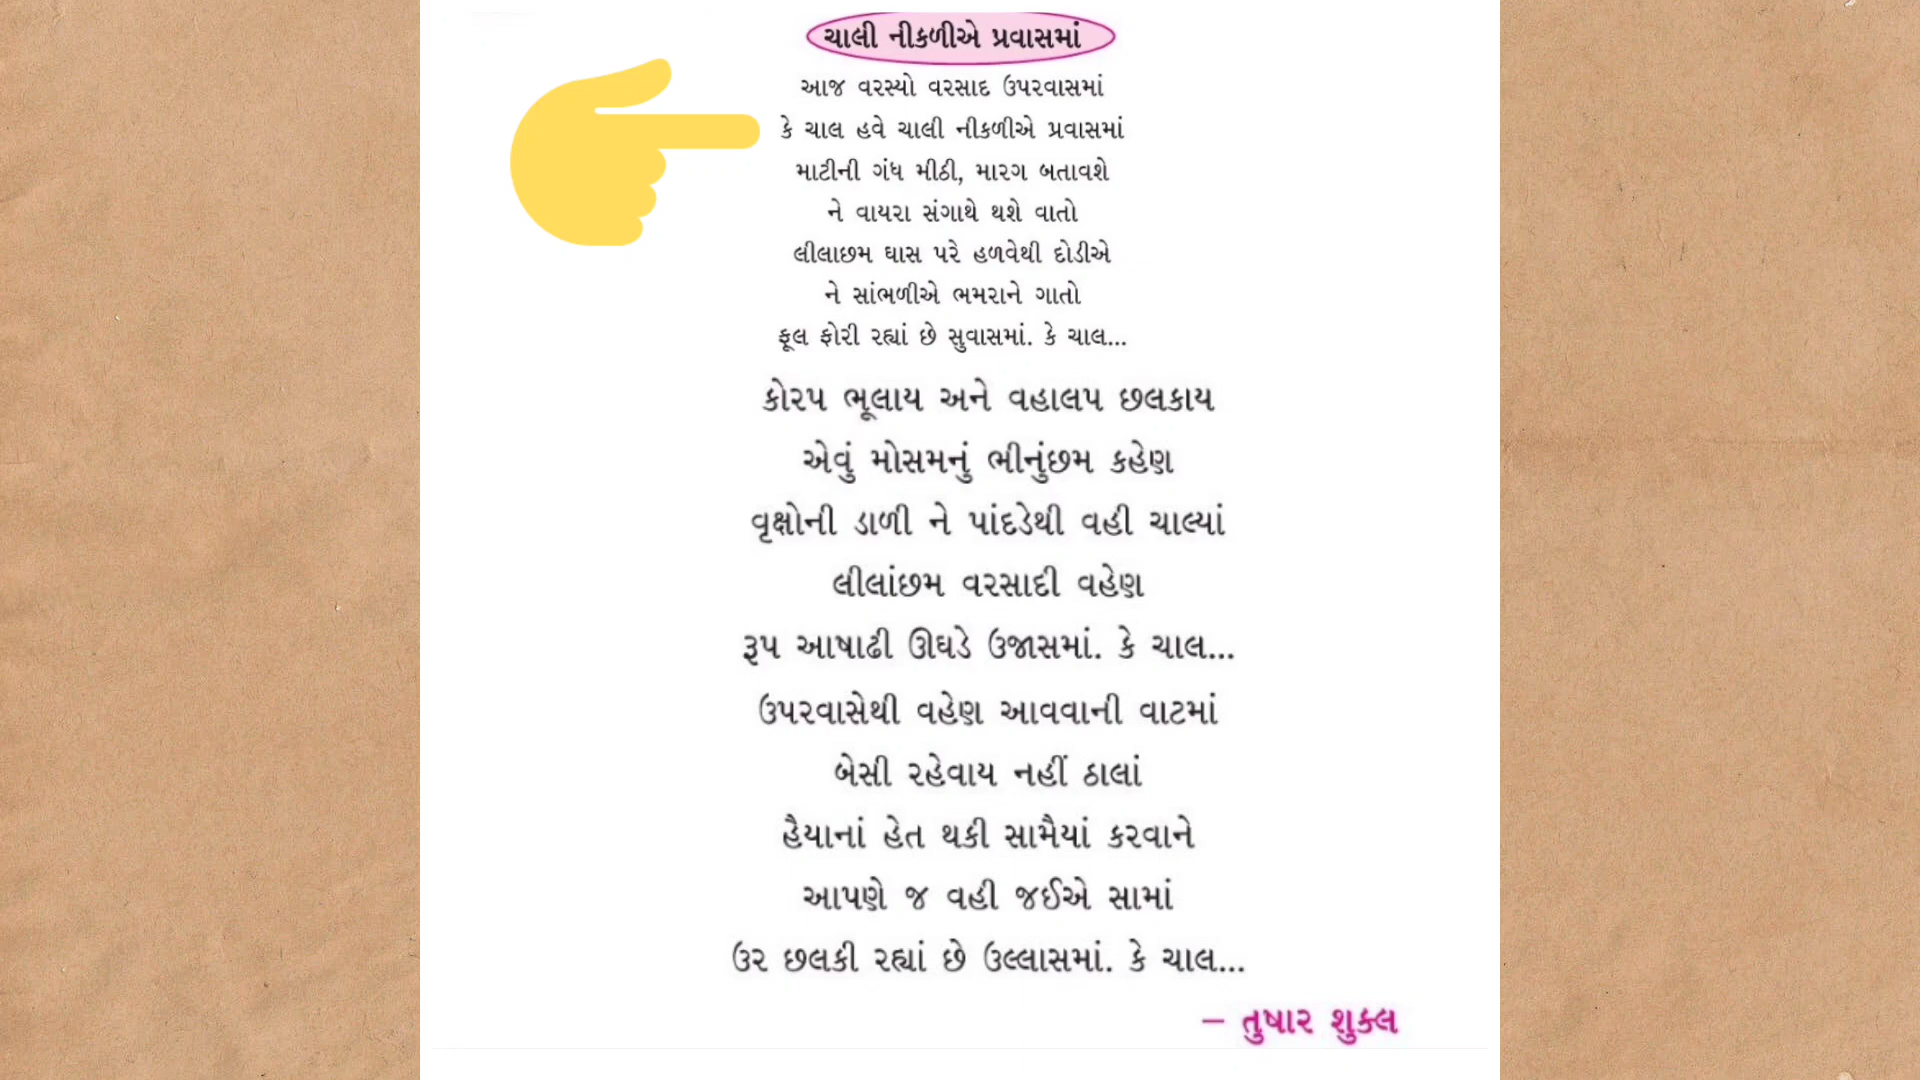 ચાલી નીકળીએ પ્રવાસમાં
આજ વરસ્યો વરસાદ ઉપરવાસમાં
કે ચાલ હવે ચાલી નીકળીએ પ્રવાસમાં
માટીની ગંધ મીઠી, મારગ બતાવશે
ને વાયરા સંગાથે થશે વાતો
લીલાછમ ઘાસ પરે હળવેથી દોડીએ
ને સાંભળીએ ભમરાને ગાતો
ફૂલ ફોરી રહ્યાં છે સુવાસમાં. કે ચાલ...
કોરપ ભૂલાય અને વહાલપ છલકાય
એવું મોસમનું ભીનુંછમ કહેણ
વૃક્ષોની ડાળી ને પાંદડેથી વહી ચાલ્યાં
લીલાંછમ વરસાદી વહેણ
રૂપ આષાઢી ઊઘડે ઉજાસમાં. કે ચાલ...
ઉપરવાસેથી વહેણ આવવાની વાટમાં
બેસી રહેવાય નહીં ઠાલાં
હૈયાનાં હેત થકી સામૈયાં કરવાને
આપણે જ વહી જઈએ સામાં
ઉર છલકી રહ્યાં છે ઉલ્લાસમાં. કે ચાલ...
– તુષાર શુક્લ